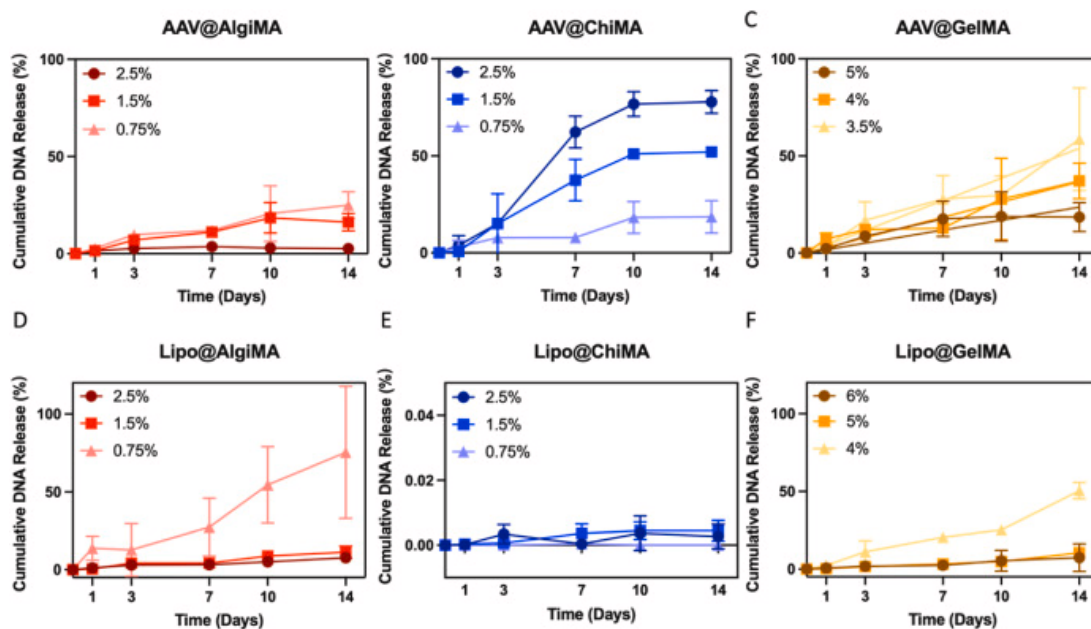 AAV@AlgiMA
Cumulative DNA Release (%)
100
50
0
2.5%
1.5%
0.75%
1 3 7 10 14
Time (Days)
AAV@ChiMA
Cumulative DNA Release (%)
100
50
0
2.5%
1.5%
0.75%
1 3 7 10 14
Time (Days)
C
AAV@GelMA
Cumulative DNA Release (%)
100
50
0
5%
4%
3.5%
1 3 7 10 14
Time (Days)
D
Lipo@AlgiMA
Cumulative DNA Release (%)
100
50
0
2.5%
1.5%
0.75%
1 3 7 10 14
Time (Days)
E
Lipo@ChiMA
Cumulative DNA Release (%)
0.04
0.02
0.00
2.5%
1.5%
0.75%
1 3 7 10 14
Time (Days)
F
Lipo@GelMA
Cumulative DNA Release (%)
100
50
0
6%
5%
4%
1 3 7 10 14
Time (Days)